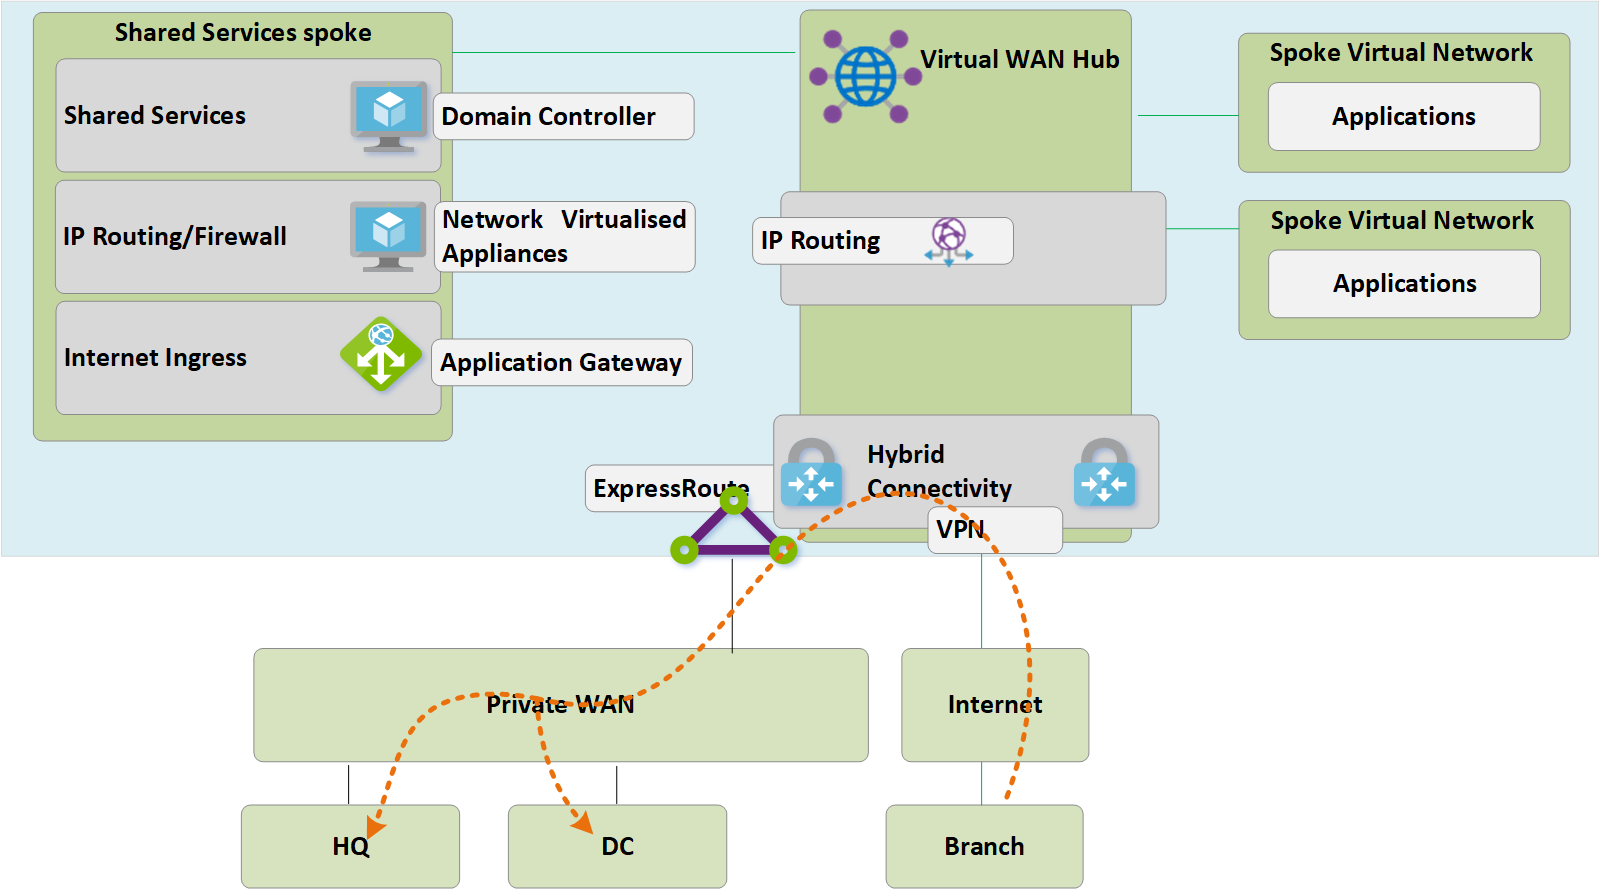 Shared Services spoke
Shared Services
Domain Controller
IP Routing/Firewall
Network Virtualised
Appliances
Internet Ingress
Application Gateway
Virtual WAN Hub
IP Routing
Hybrid
Connectivity
ExpressRoute
VPN
Spoke Virtual Network
Applications
Spoke Virtual Network
Applications
Private WAN
Internet
HQ
DC
Branch